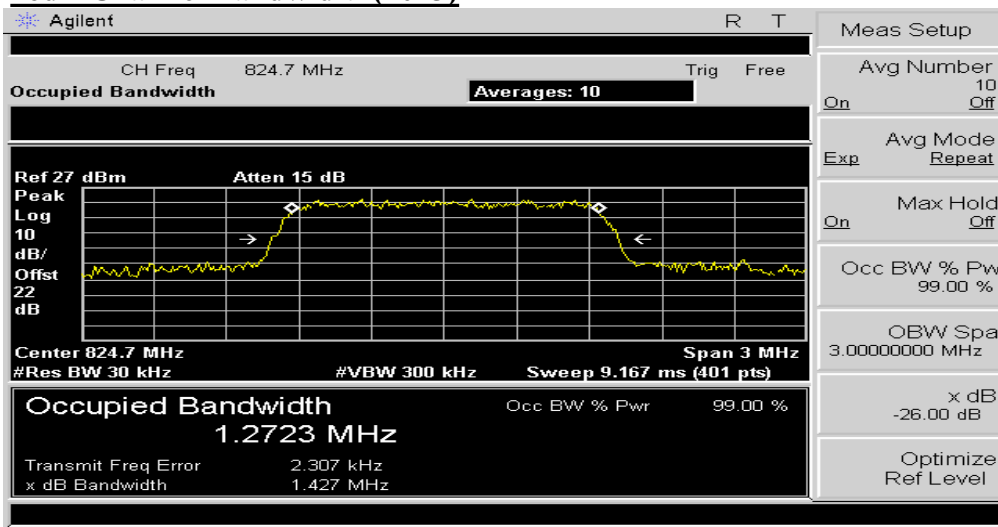 Agilent R T
Meas Setup
CH Freq 824.7 MHz Trig Free
Occupied Bandwidth Averages: 10
Avg Number
10
On Off
Avg Mode
Exp Repeat
Max Hold
On Off
Occ BW % Pw
99.00 %
OBW Spa
3.00000000 MHz
x dB
-26.00 dB
Optimize
Ref Level
Ref 27 dBm Atten 15 dB
Peak
Log
10
dB/
Offst
22
dB
Center 824.7 MHz Span 3 MHz
#Res BW 30 kHz #VBW 300 kHz Sweep 9.167 ms (401 pts)
Occupied Bandwidth Occ BW % Pwr 99.00 %
1.2723 MHz
Transmit Freq Error 2.307 kHz
x dB Bandwidth 1.427 MHz